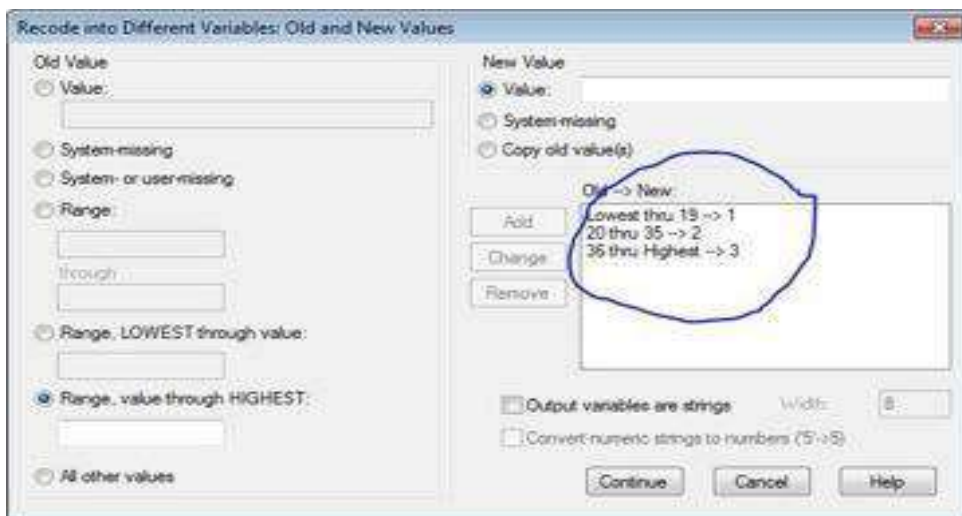 Recode into Different Variables: Old and New Values
Old Value
Value:
System-missing
System- or user-missing
Range:
through
Range, LOWEST through value:
Range, value through HIGHEST:
All other values
New Value
Value:
System-missing
Copy old value(s)
Old --> New:
Add
Change
Remove
Lowest thru 19 --> 1
20 thru 35 --> 2
36 thru Highest --> 3
Output variables are strings Width: 8
Convert numeric strings to numbers ('5'->5)
Continue Cancel Help